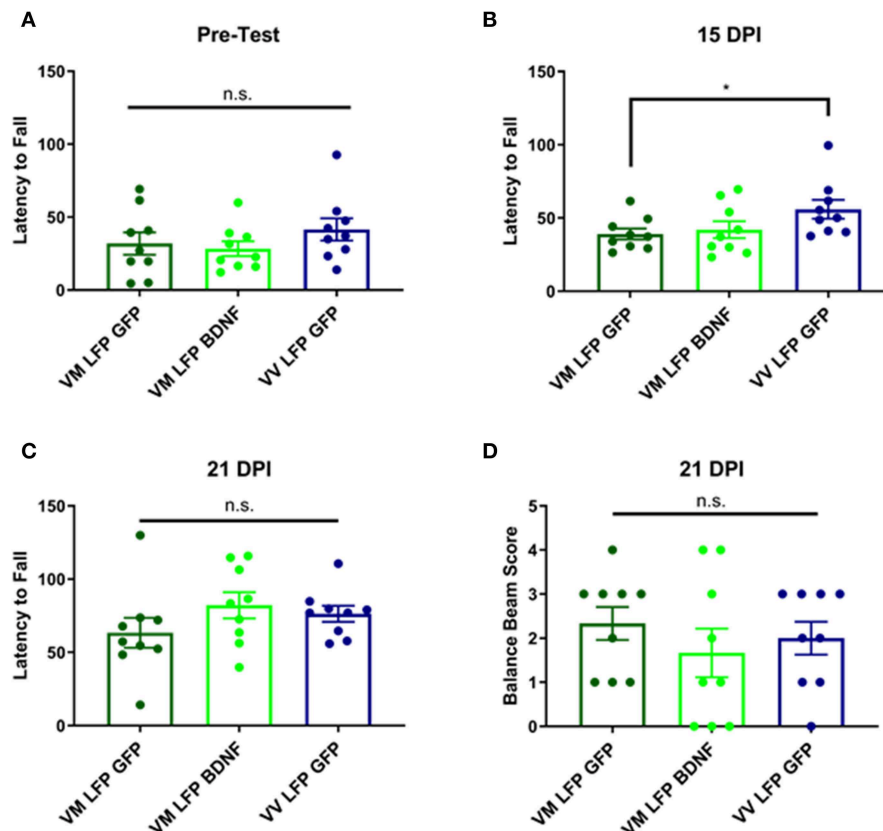 A
Pre-Test
Latency to Fall
150
100
50
0
n.s.
VM LFP GFP
VM LFP BDNF
VV LFP GFP
B
15 DPI
Latency to Fall
150
100
50
0
*
VM LFP GFP
VM LFP BDNF
VV LFP GFP
C
21 DPI
Latency to Fall
150
100
50
0
n.s.
VM LFP GFP
VM LFP BDNF
VV LFP GFP
D
21 DPI
Balance Beam Score
5
4
3
2
1
0
n.s.
VM LFP GFP
VM LFP BDNF
VV LFP GFP